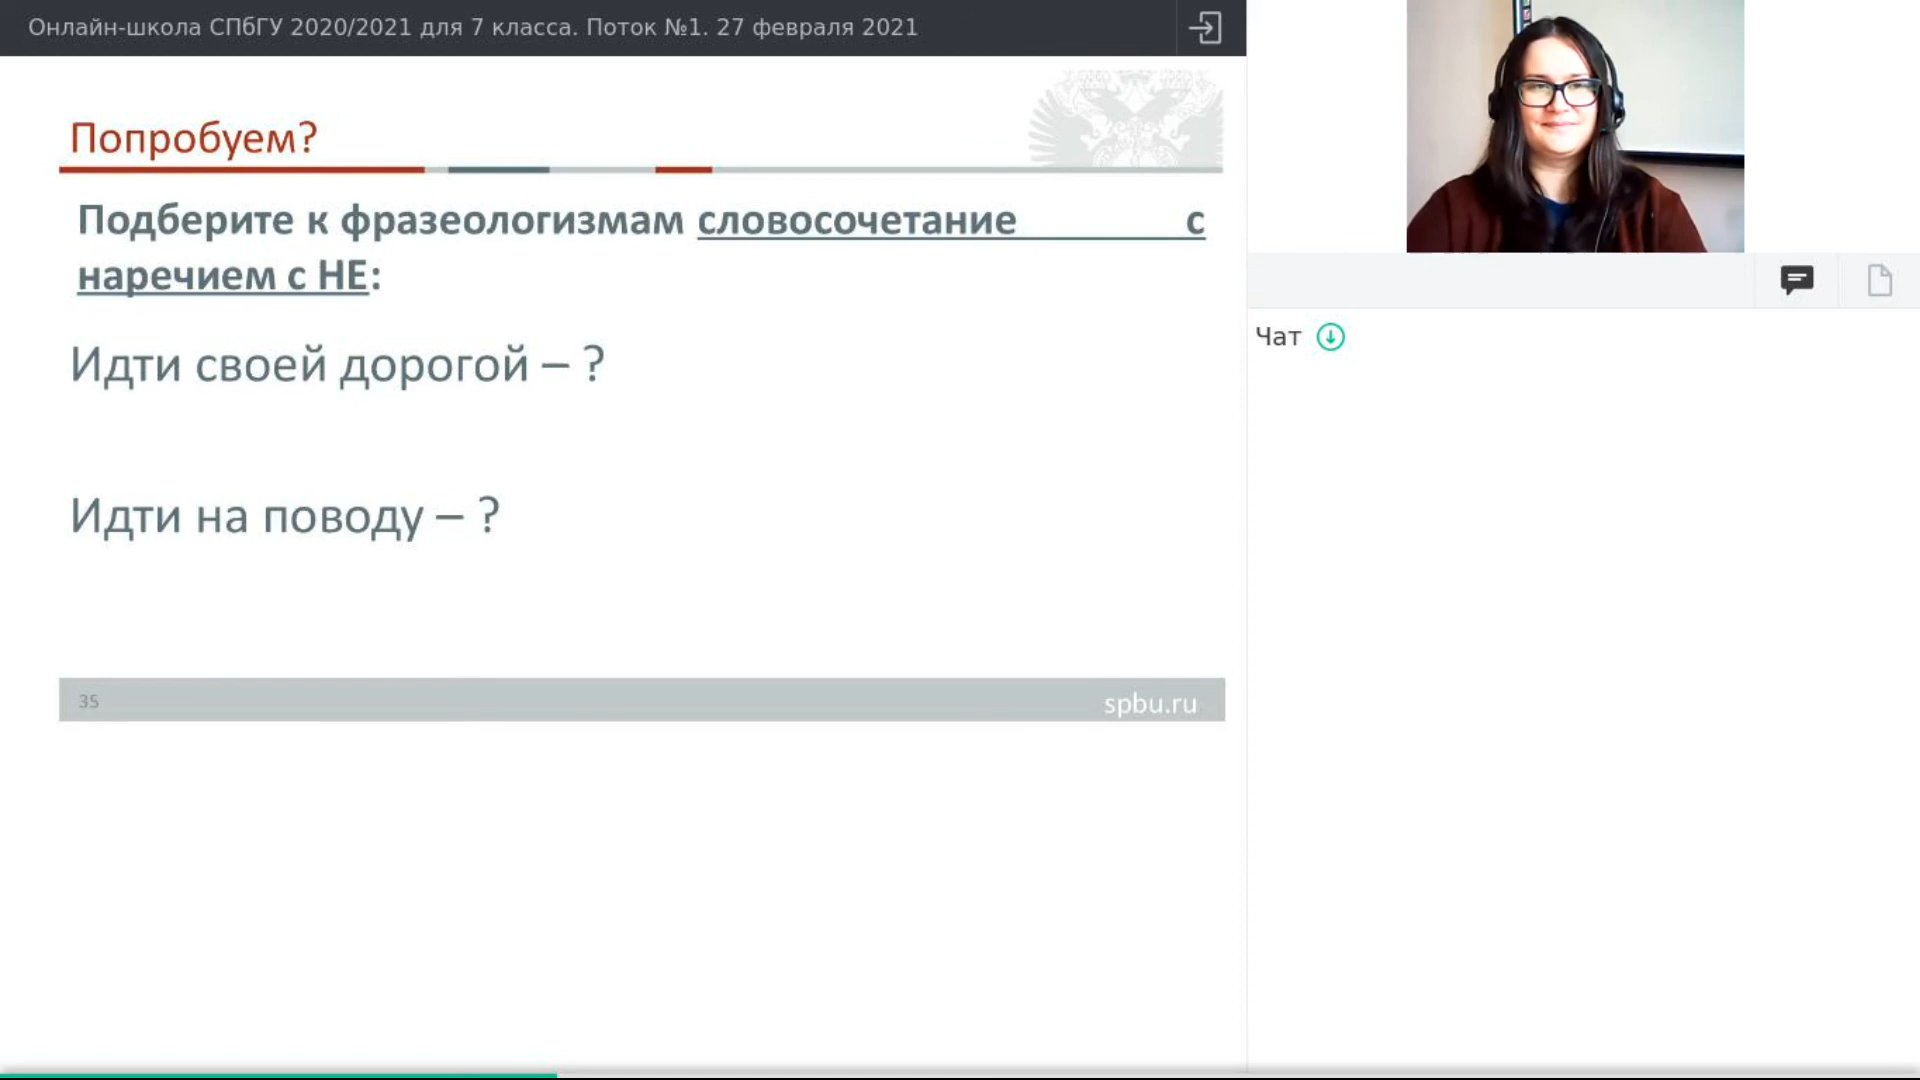 Онлайн-школа СПбГУ 2020/2021 для 7 класса. Поток №1. 27 февраля 2021
Попробуем?
Подберите к фразеологизмам словосочетание с
наречием с НЕ:
Идти своей дорогой – ?
Идти на поводу – ?
35
spbu.ru
Чат